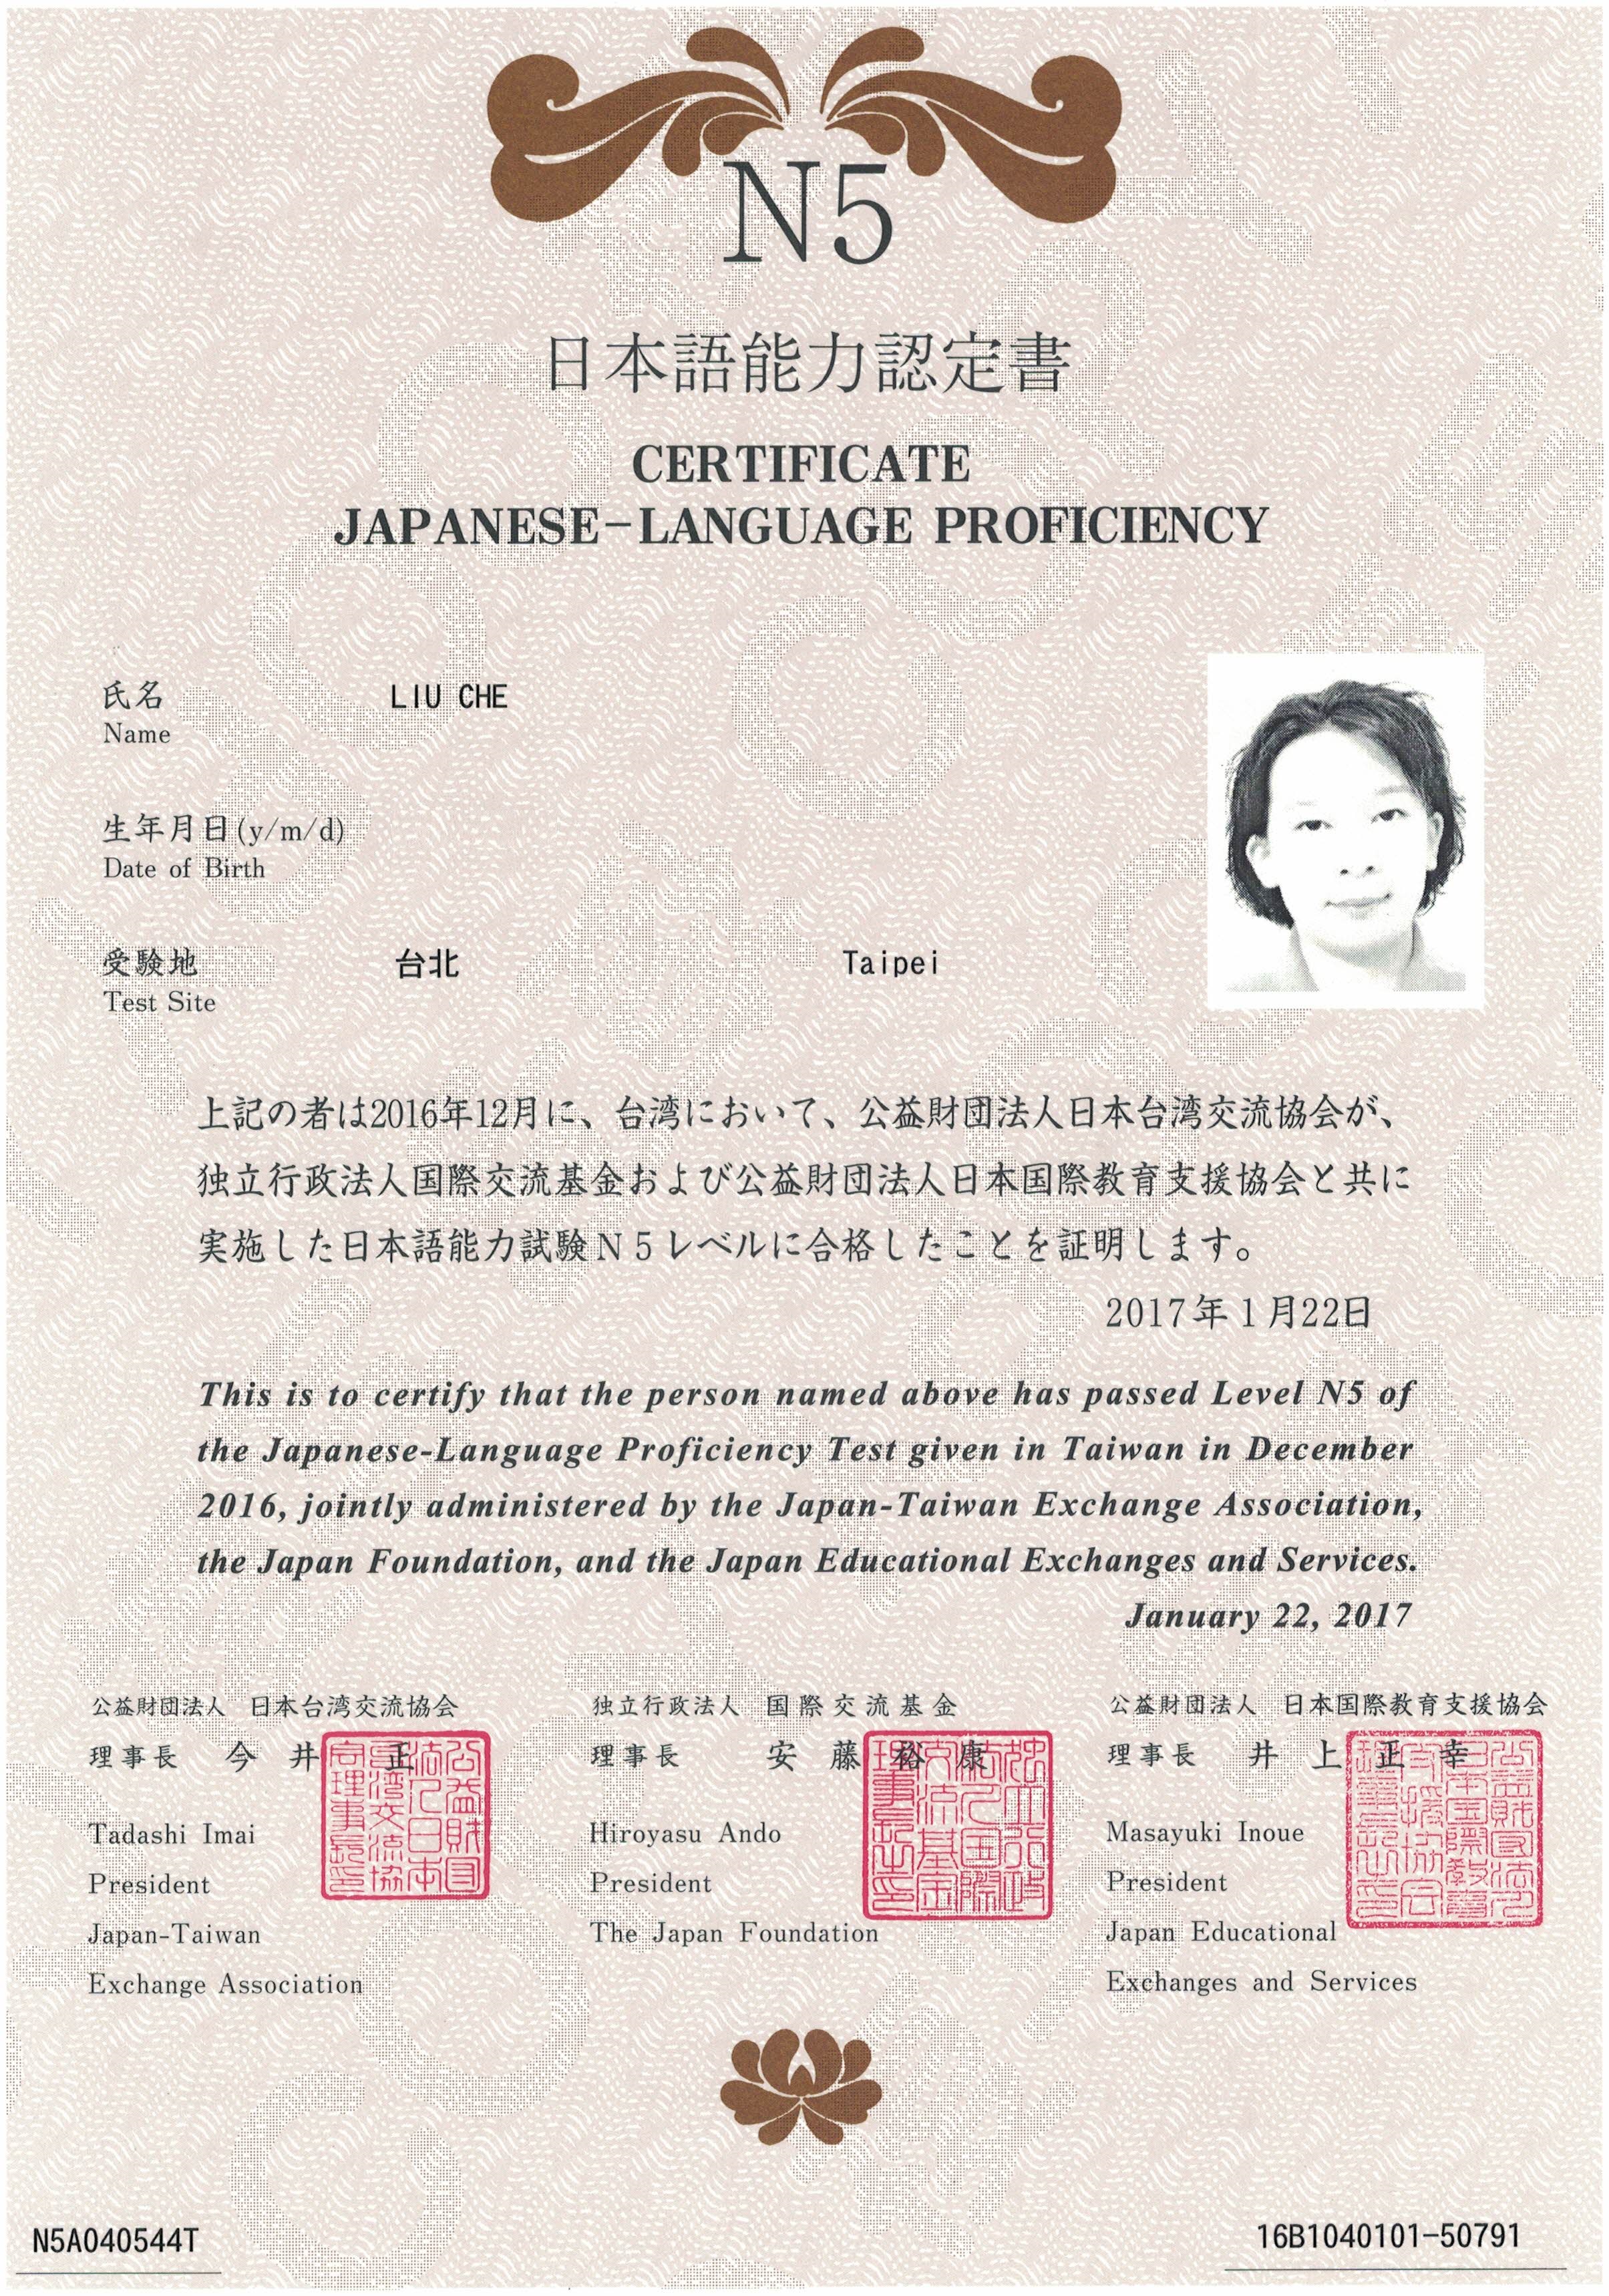 N5
日本語能力認定書
CERTIFICATE
JAPANESE-LANGUAGE PROFICIENCY
氏名 LIU CHE
Name
生年月日(y/m/d)
Date of Birth
受験地 台北 Taipei
Test Site
上記の者は2016年12月に、台湾において、公益財団法人日本台湾交流協会が、
独立行政法人国際交流基金および公益財団法人日本国際教育支援協会と共に
実施した日本語能力試験N5レベルに合格したことを証明します。
2017年1月22日
This is to certify that the person named above has passed Level N5 of
the Japanese-Language Proficiency Test given in Taiwan in December
2016, jointly administered by the Japan-Taiwan Exchange Association,
the Japan Foundation, and the Japan Educational Exchanges and Services.
January 22, 2017
公益財団法人 日本台湾交流協会
理事長 今井 正
Tadashi Imai
President
Japan-Taiwan
Exchange Association
独立行政法人 国際交流基金
理事長 安藤裕康
Hiroyasu Ando
President
The Japan Foundation
公益財団法人 日本国際教育支援協会
理事長 井上正幸
Masayuki Inoue
President
Japan Educational
Exchanges and Services
N5A040544T
16B1040101-50791